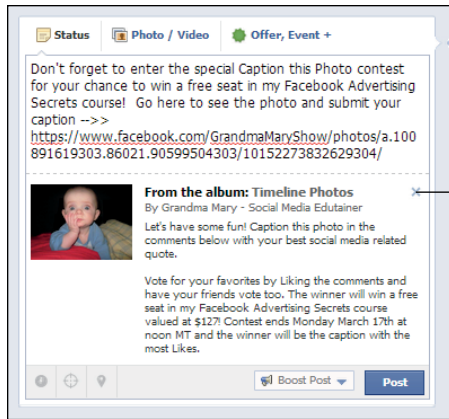 Status Photo / Video Offer, Event +
Don't forget to enter the special Caption this Photo contest
for your chance to win a free seat in my Facebook Advertising
Secrets course!  Go here to see the photo and submit your
caption -->>
https://www.facebook.com/GrandmaMaryShow/photos/a.100
891619303.86021.90599504303/10152273832629304/
From the album: Timeline Photos
By Grandma Mary - Social Media Edutainer
Let's have some fun! Caption this photo in the
comments below with your best social media related
quote.
Vote for your favorites by Liking the comments and
have your friends vote too. The winner will win a free
seat in my Facebook Advertising Secrets course
valued at $127! Contest ends Monday March 17th at
noon MT and the winner will be the caption with the
most Likes.
Boost Post Post